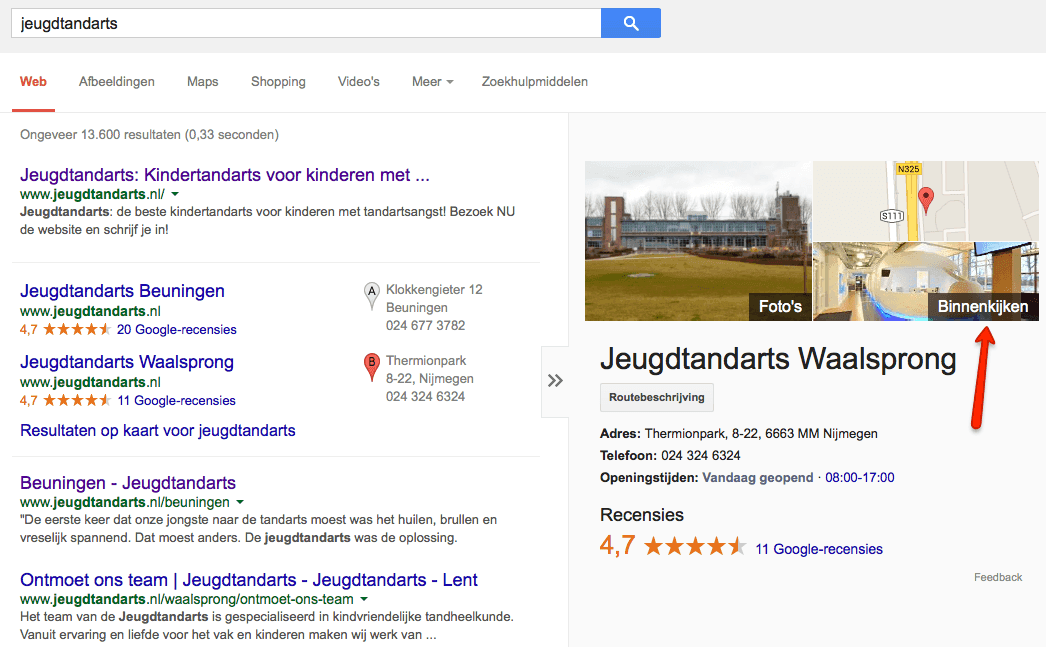 jeugdtandarts
Web Afbeeldingen Maps Shopping Video's Meer Zoekhulpmiddelen
Ongeveer 13.600 resultaten (0,33 seconden)
Jeugdtandarts: Kindertandarts voor kinderen met ...
www.jeugdtandarts.nl/
Jeugdtandarts: de beste kindertandarts voor kinderen met tandartsangst! Bezoek NU
de website en schrijf je in!
Jeugdtandarts Beuningen
www.jeugdtandarts.nl
4,7 20 Google-recensies
A Klokkengieter 12
Beuningen
024 677 3782
Jeugdtandarts Waalsprong
www.jeugdtandarts.nl
4,7 11 Google-recensies
B Thermionpark
8-22, Nijmegen
024 324 6324
Resultaten op kaart voor jeugdtandarts
Beuningen - Jeugdtandarts
www.jeugdtandarts.nl/beuningen
"De eerste keer dat onze jongste naar de tandarts moest was het huilen, brullen en
vreselijk spannend. Dat moest anders. De jeugdtandarts was de oplossing.
Ontmoet ons team | Jeugdtandarts - Jeugdtandarts - Lent
www.jeugdtandarts.nl/waalsprong/ontmoet-ons-team
Het team van de Jeugdtandarts is gespecialiseerd in kindvriendelijke tandheelkunde.
Vanuit ervaring en liefde voor het vak en kinderen maken wij werk van ...
N325
S111
Foto's
Binnenkijken
Jeugdtandarts Waalsprong
Routebeschrijving
Adres: Thermionpark, 8-22, 6663 MM Nijmegen
Telefoon: 024 324 6324
Openingstijden: Vandaag geopend · 08:00-17:00
Recensies
4,7 11 Google-recensies
Feedback